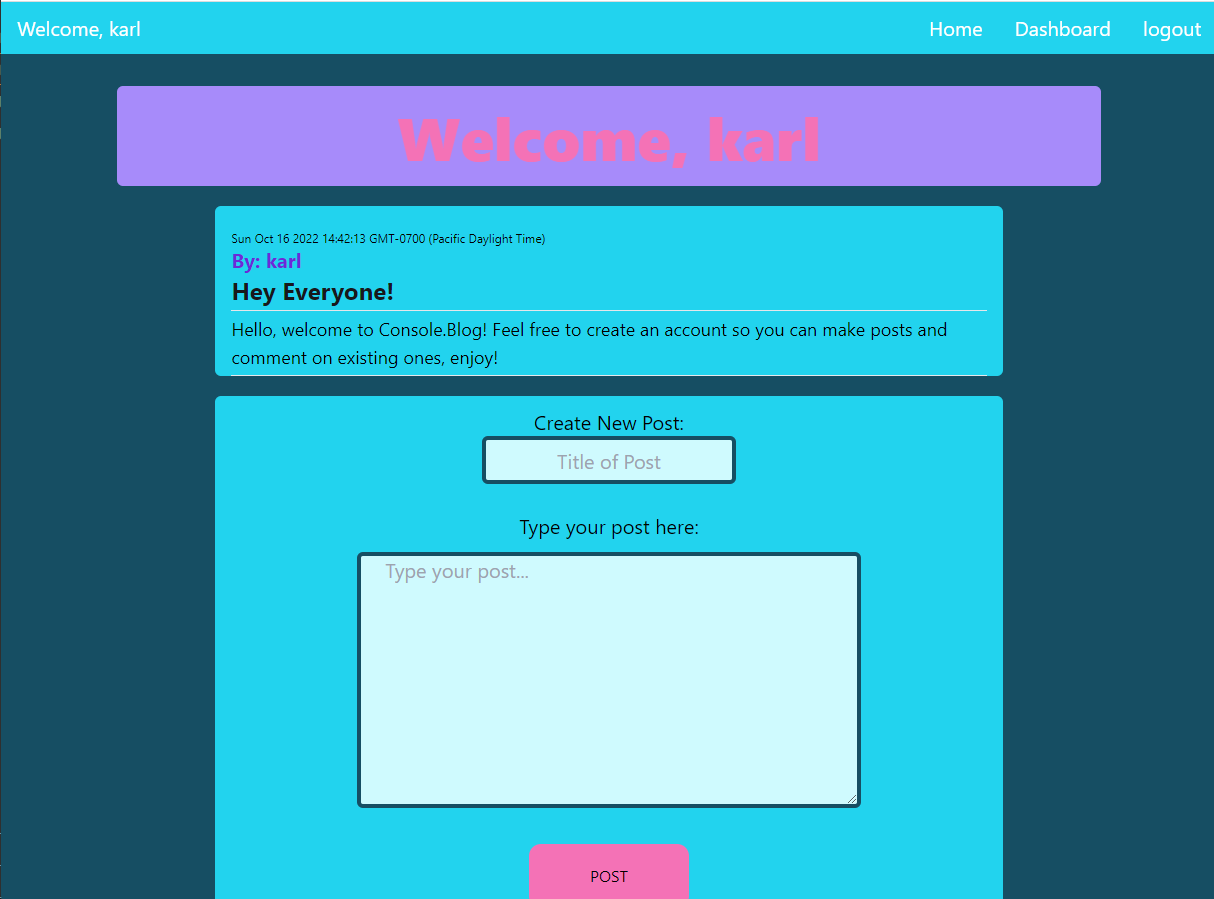 Welcome, karl
Home Dashboard logout
Welcome, karl
Sun Oct 16 2022 14:42:13 GMT-0700 (Pacific Daylight Time)
By: karl
Hey Everyone!
Hello, welcome to Console.Blog! Feel free to create an account so you can make posts and
comment on existing ones, enjoy!
Create New Post:
Title of Post
Type your post here:
Type your post...
POST